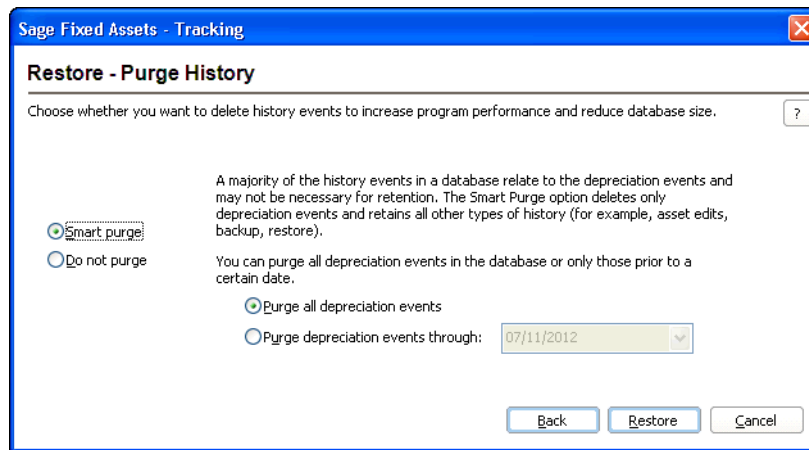 Sage Fixed Assets - Tracking
Restore - Purge History
Choose whether you want to delete history events to increase program performance and reduce database size.
?
A majority of the history events in a database relate to the depreciation events and
may not be necessary for retention. The Smart Purge option deletes only
depreciation events and retains all other types of history (for example, asset edits,
backup, restore).
Smart purge
Do not purge
You can purge all depreciation events in the database or only those prior to a
certain date.
Purge all depreciation events
Purge depreciation events through: 07/11/2012
Back Restore Cancel